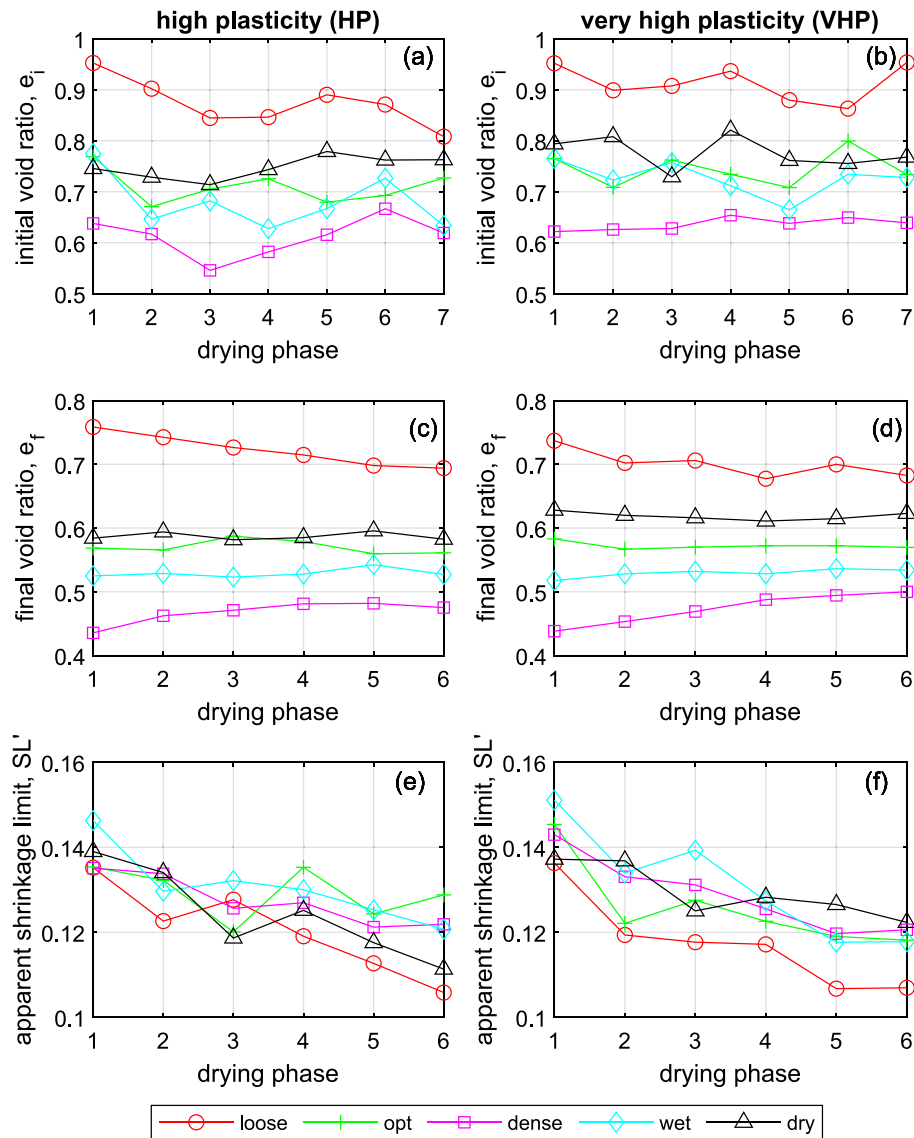 high plasticity (HP)
very high plasticity (VHP)
(a)
initial void ratio, e_i
1
0.9
0.8
0.7
0.6
0.5
1 2 3 4 5 6 7
drying phase
(b)
initial void ratio, e_i
1
0.9
0.8
0.7
0.6
0.5
1 2 3 4 5 6 7
drying phase
(c)
final void ratio, e_f
0.8
0.7
0.6
0.5
0.4
1 2 3 4 5 6
drying phase
(d)
final void ratio, e_f
0.8
0.7
0.6
0.5
0.4
1 2 3 4 5 6
drying phase
(e)
apparent shrinkage limit, SL'
0.16
0.14
0.12
0.1
1 2 3 4 5 6
drying phase
(f)
apparent shrinkage limit, SL'
0.16
0.14
0.12
0.1
1 2 3 4 5 6
drying phase
loose opt dense wet dry